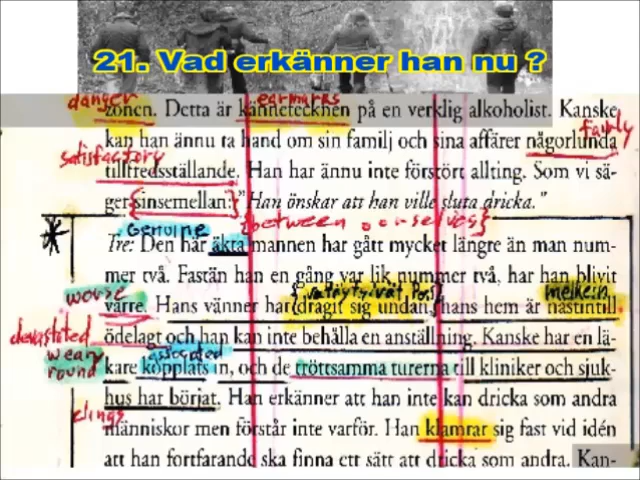 21. Vad erkänner han nu ?
danger earmarks
zonen. Detta är kännetecknen på en verklig alkoholist. Kanske
fairly
kan han ännu ta hand om sin familj och sina affärer någorlunda
satisfactory
tillfredsställande. Han har ännu inte förstört allting. Som vi sä-
ger sinsemellan: "Han önskar att han ville sluta dricka."
Genuine {between ourselves}
Tre: Den här äkta mannen har gått mycket längre än man num-
mer två. Fastän han en gång var lik nummer två, har han blivit
worse melkein
värre. Hans vänner har dragit sig undan, hans hem är nästintill
devastated
ödelagt och han kan inte behålla en anställning. Kanske har en lä-
weary round associated
kare kopplats in, och de tröttsamma turerna till kliniker och sjuk-
hus har börjat. Han erkänner att han inte kan dricka som andra
clings
människor men förstår inte varför. Han klamrar sig fast vid idén
att han fortfarande ska finna ett sätt att dricka som andra. Kan-